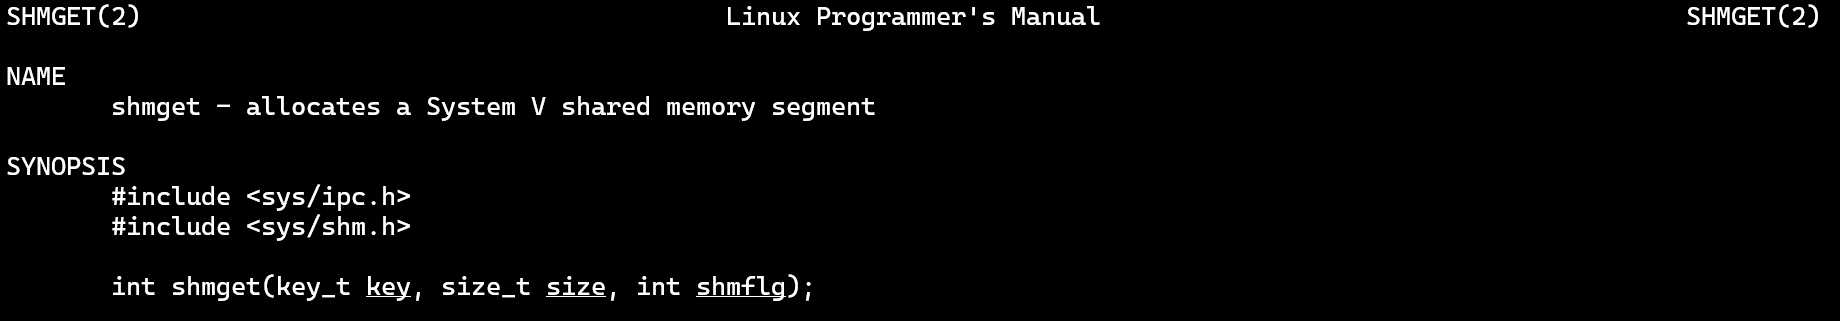 SHMGET(2) Linux Programmer's Manual SHMGET(2)
NAME
shmget - allocates a System V shared memory segment
SYNOPSIS
#include <sys/ipc.h>
#include <sys/shm.h>
int shmget(key_t key, size_t size, int shmflg);